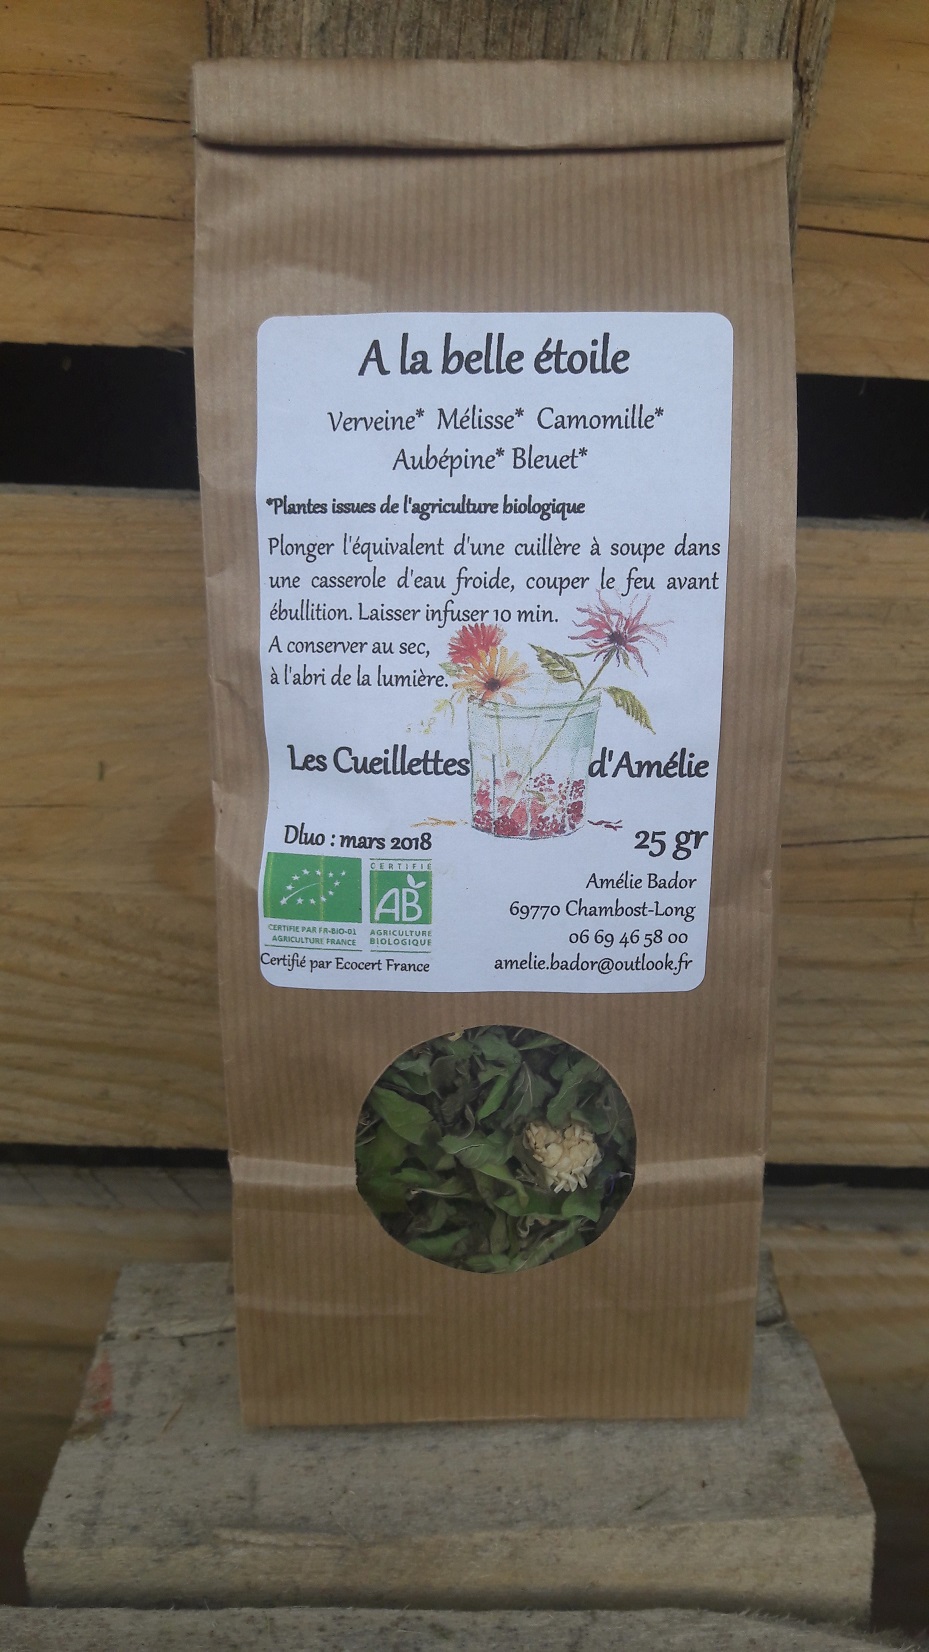 A la belle étoile
Verveine* Mélisse* Camomille*
Aubépine* Bleuet*
*Plantes issues de l'agriculture biologique
Plonger l'équivalent d'une cuillère à soupe dans
une casserole d'eau froide, couper le feu avant
ébullition. Laisser infuser 10 min.
A conserver au sec,
à l'abri de la lumière.
Les Cueillettes d'Amélie
Dluo : mars 2018
25 gr
CERTIFIÉ
AB
CERTIFIE PAR FR-BIO-01
AGRICULTURE FRANCE
AGRICULTURE
BIOLOGIQUE
Certifié par Ecocert France
Amélie Bador
69770 Chambost-Long
06 69 46 58 00
amelie.bador@outlook.fr